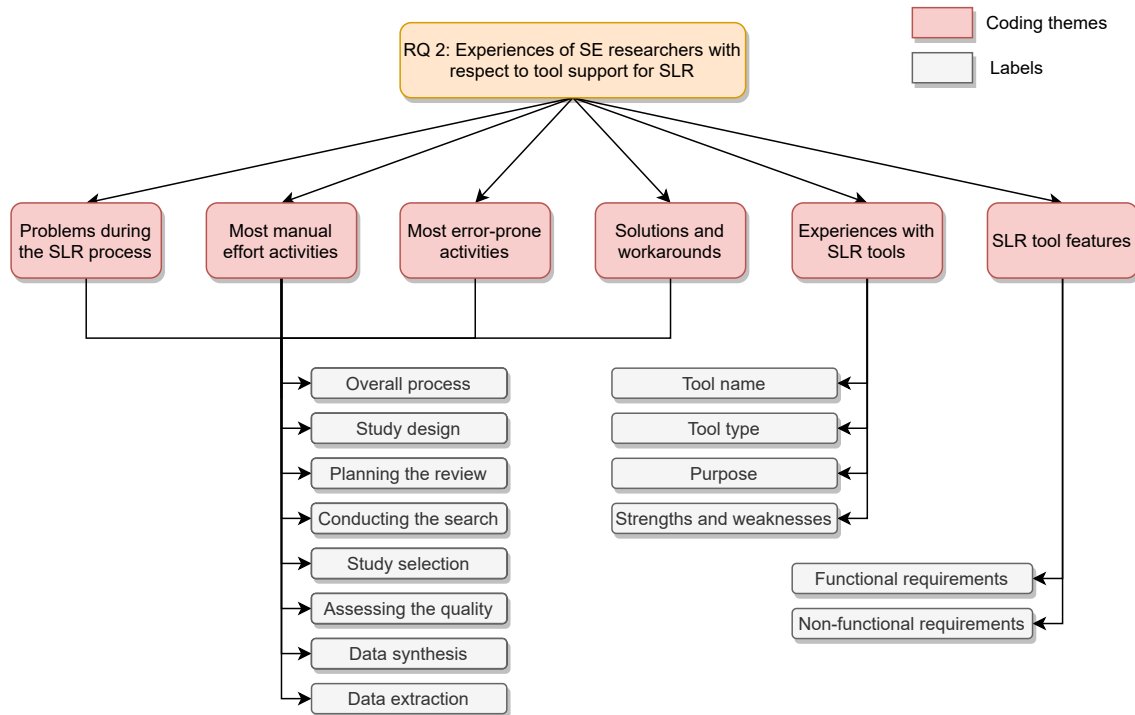 RQ 2: Experiences of SE researchers with
respect to tool support for SLR
Coding themes
Labels
Problems during
the SLR process
Most manual
effort activities
Most error-prone
activities
Solutions and
workarounds
Experiences with
SLR tools
SLR tool features
Overall process
Study design
Planning the review
Conducting the search
Study selection
Assessing the quality
Data synthesis
Data extraction
Tool name
Tool type
Purpose
Strengths and weaknesses
Functional requirements
Non-functional requirements